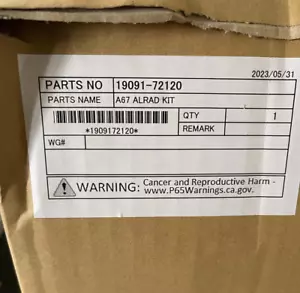 2023/05/31
PARTS NO 19091-72120
PARTS NAME A67 ALRAD KIT
QTY 1
*1909172120* REMARK
WG#
WARNING: Cancer and Reproductive Harm -
www.P65Warnings.ca.gov.